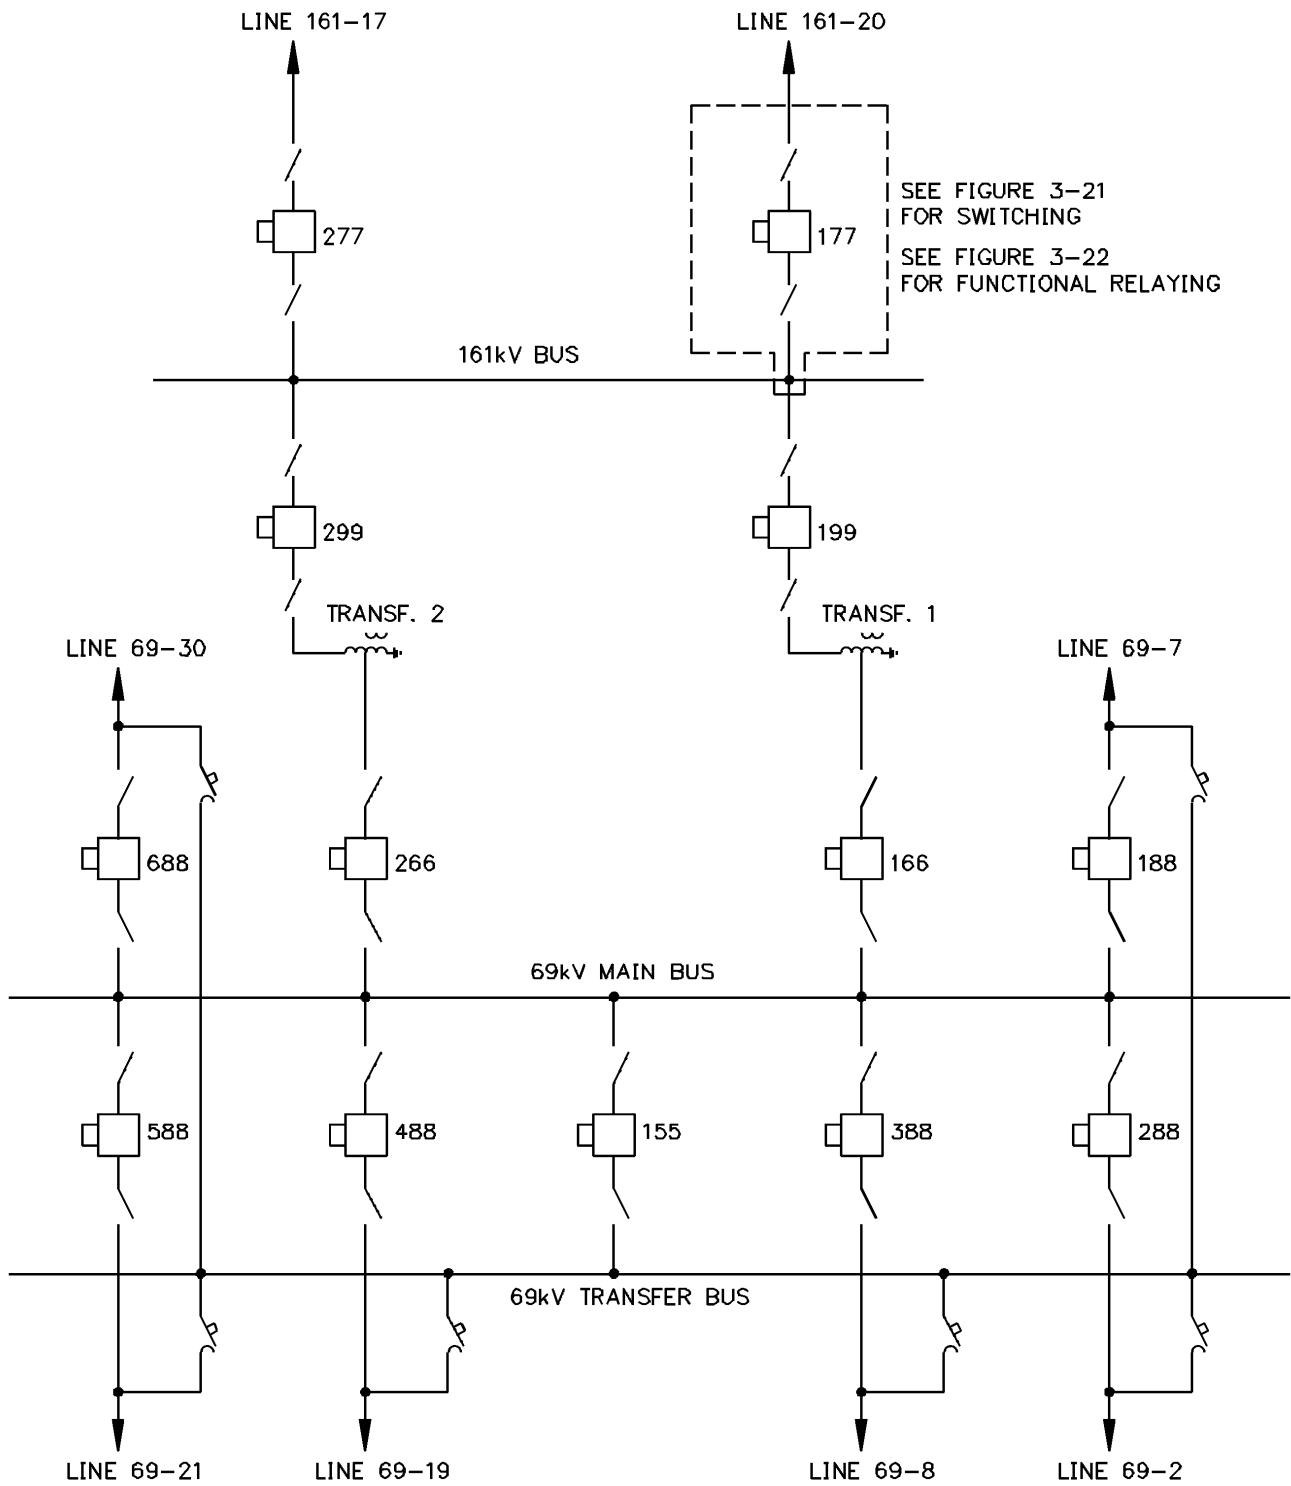 LINE 161-17
LINE 161-20
SEE FIGURE 3-21
FOR SWITCHING
277
177
SEE FIGURE 3-22
FOR FUNCTIONAL RELAYING
161kV BUS
299
199
TRANSF. 2
TRANSF. 1
LINE 69-30
LINE 69-7
688
266
166
188
69kV MAIN BUS
588
488
155
388
288
69kV TRANSFER BUS
LINE 69-21
LINE 69-19
LINE 69-8
LINE 69-2